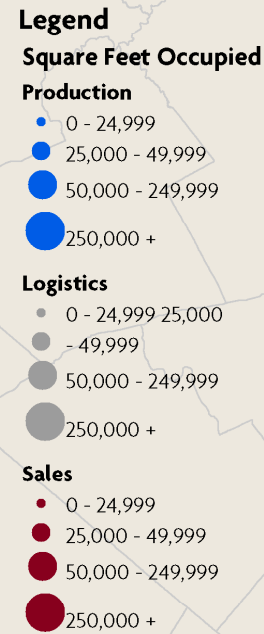 Legend
Square Feet Occupied
Production
0 - 24,999
25,000 - 49,999
50,000 - 249,999
250,000 +
Logistics
0 - 24,999 25,000
- 49,999
50,000 - 249,999
250,000 +
Sales
0 - 24,999
25,000 - 49,999
50,000 - 249,999
250,000 +